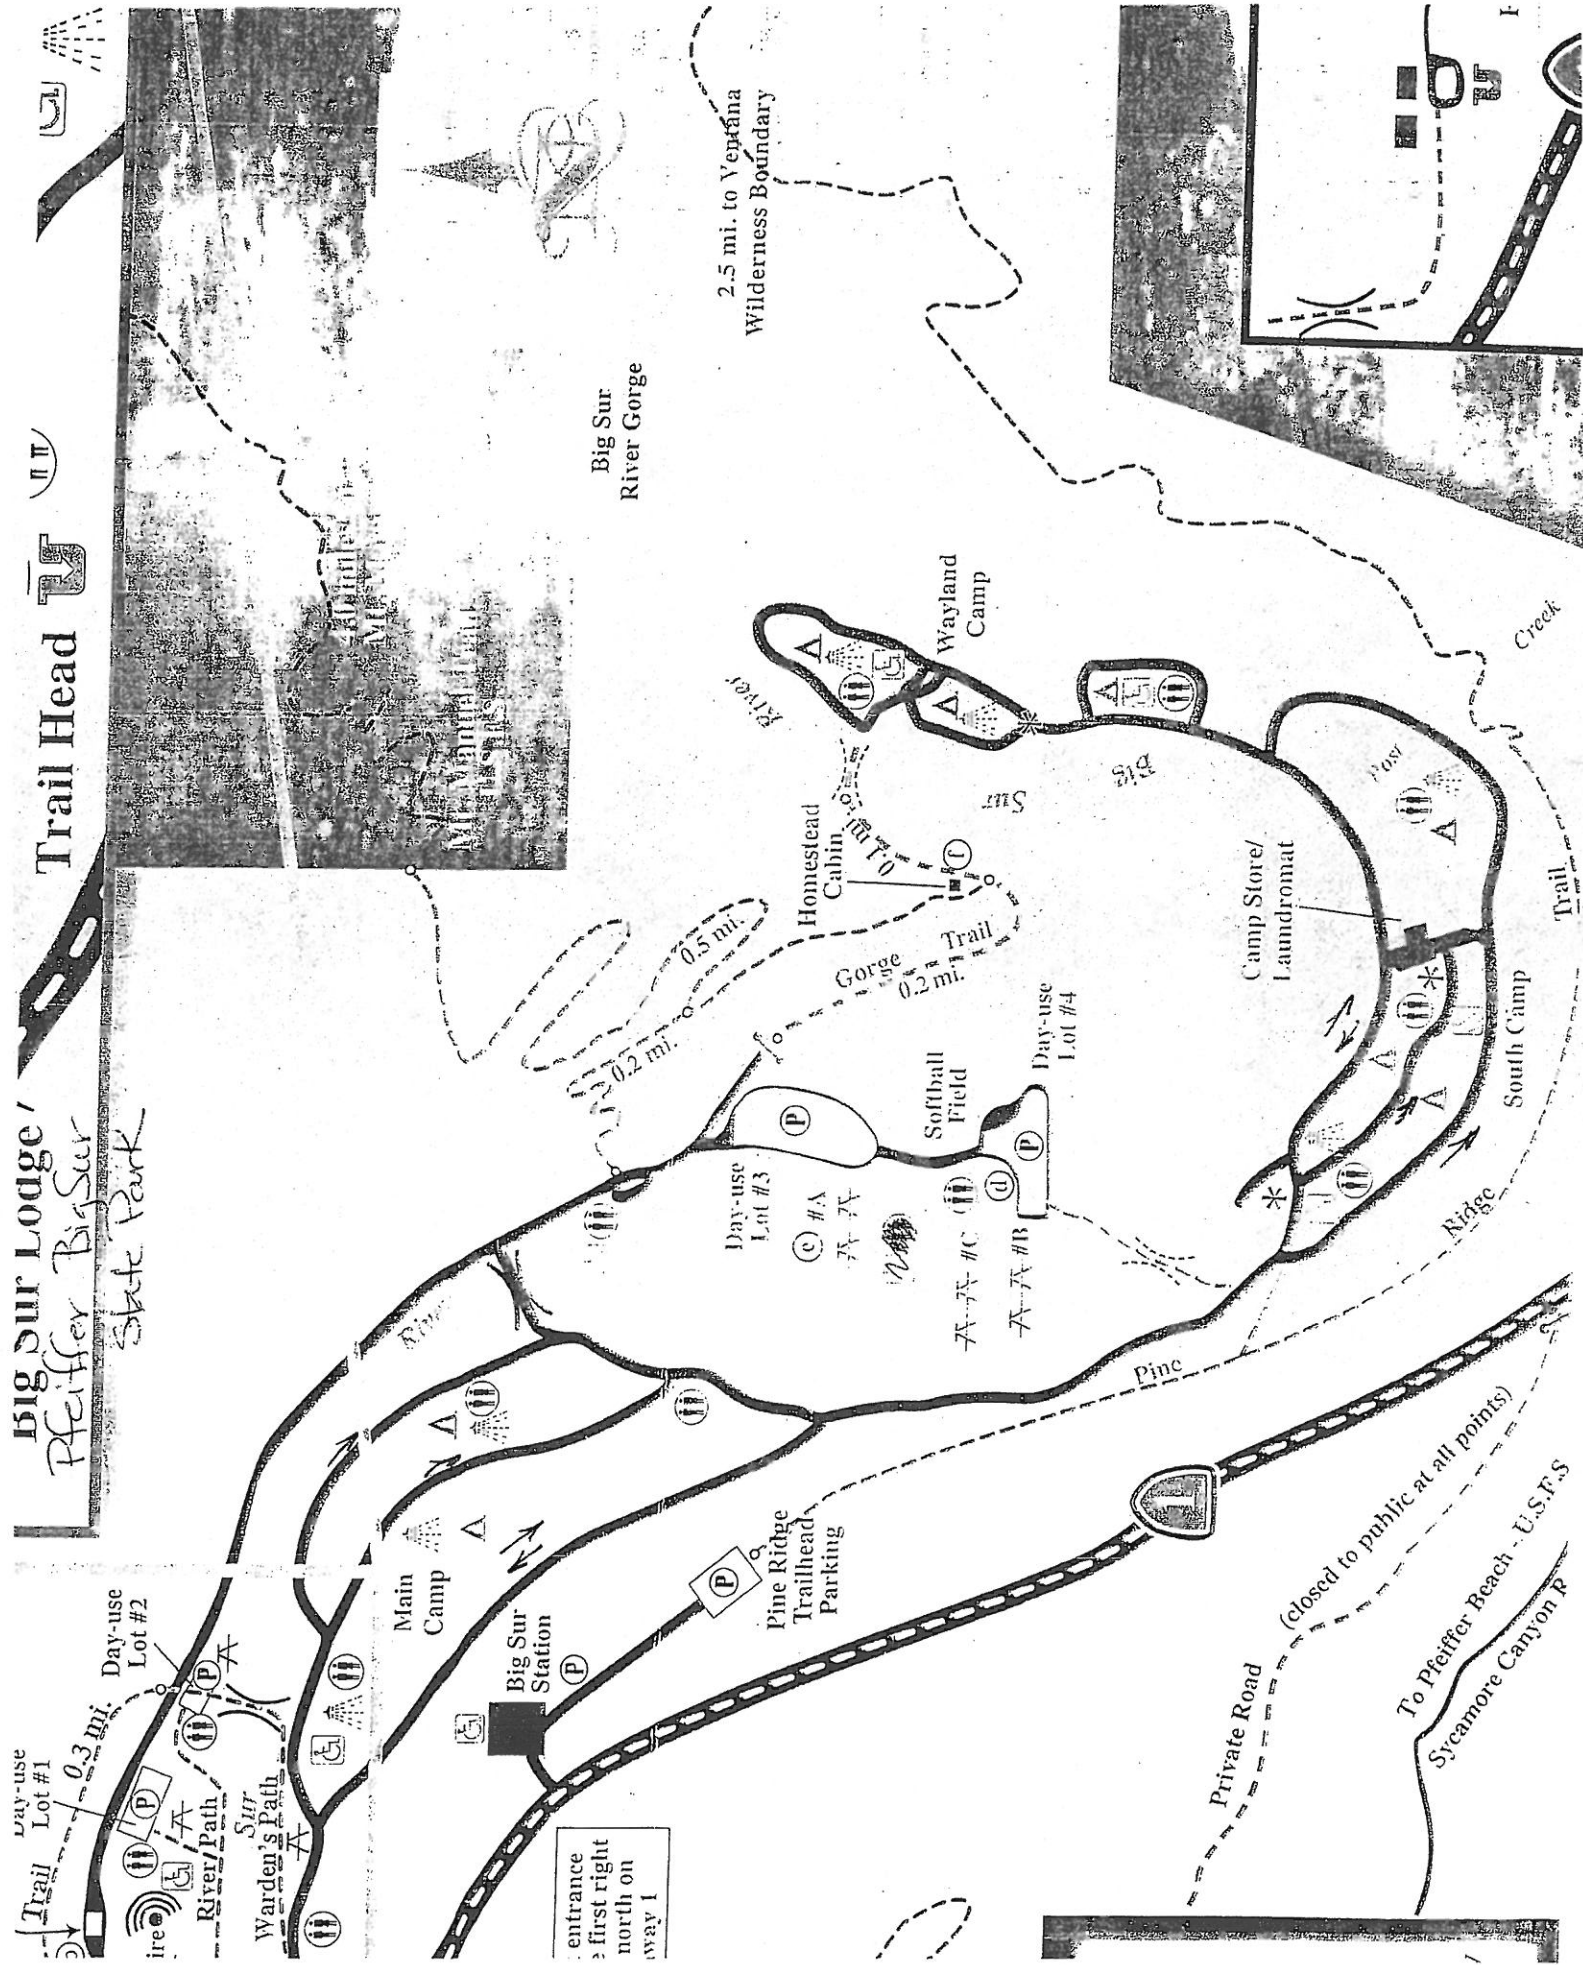 Big Sur Lodge /
Pfeiffer Big Sur
State Park
Trail Head
Day-use
Lot #1
Day-use
Lot #2
Trail
0.3 mi.
River Path
Sur
Warden's Path
ire
P
P
Main
Camp
River
Big Sur
Station
P
P
Pine Ridge
Trailhead
Parking
entrance
e first right
north on
way 1
0.2 mi.
0.5 mi.
Homestead
Cabin
0.1 mi.
f
Gorge
Trail
0.2 mi.
Day-use
Lot #3
P
c
#A
Softball
Field
Day-use
Lot #4
P
d
#C
#B
Big Sur
River Gorge
2.5 mi. to Ventana
Wilderness Boundary
River
Wayland
Camp
Sur
Big
Post
Creek
Camp Store/
Laundromat
South Camp
Trail
Ridge
Pine
1
(closed to public at all points)
Private Road
To Pfeiffer Beach - U.S.F.S
Sycamore Canyon R